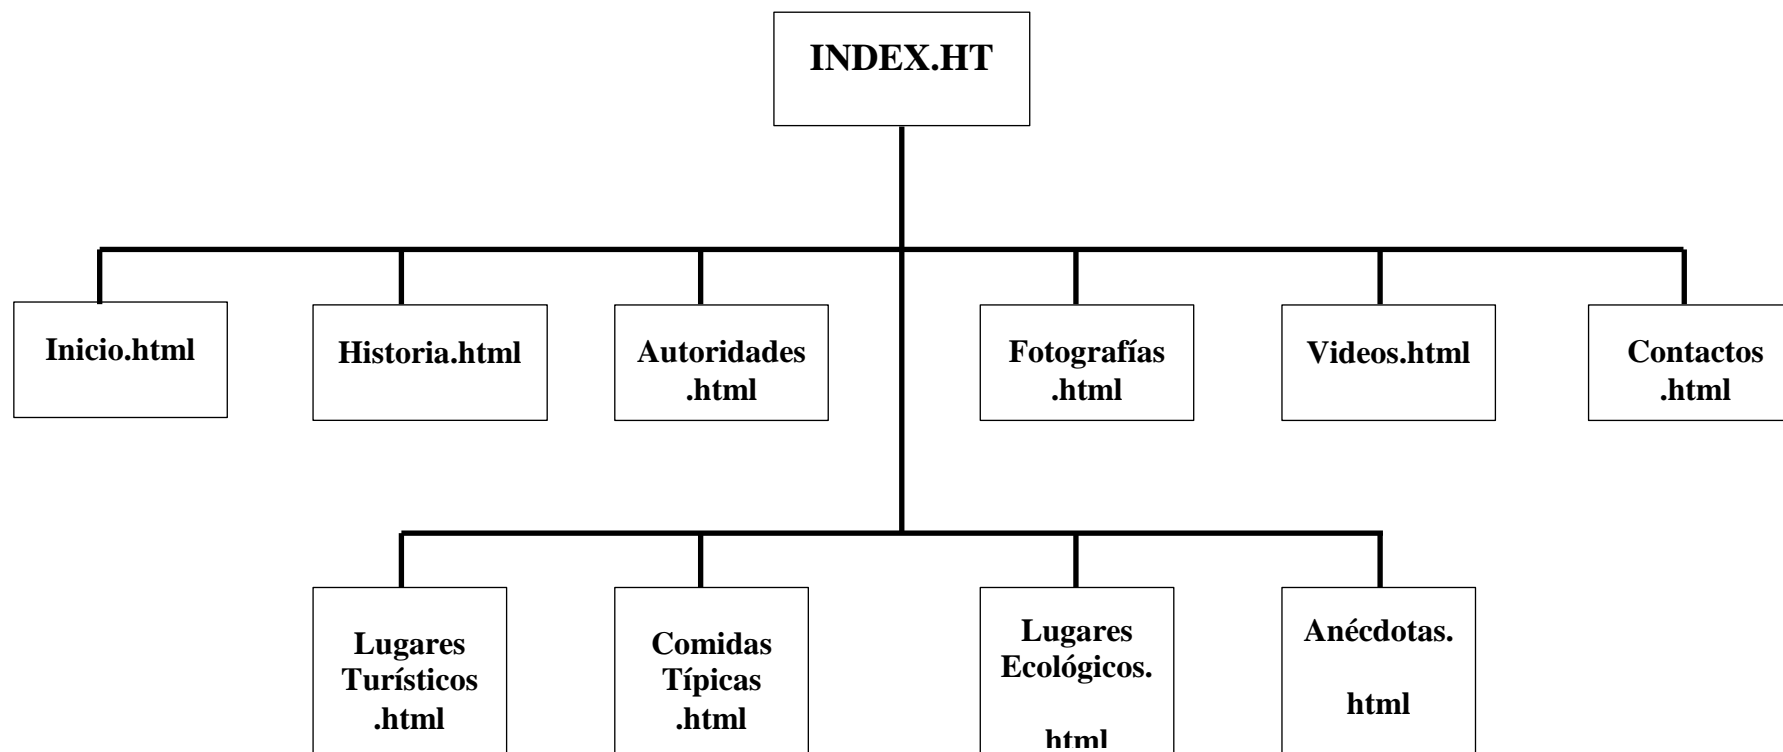 INDEX.HT
Inicio.html
Historia.html
Autoridades
.html
Fotografías
.html
Videos.html
Contactos
.html
Lugares
Turísticos
.html
Comidas
Típicas
.html
Lugares
Ecológicos.
html
Anécdotas.
html